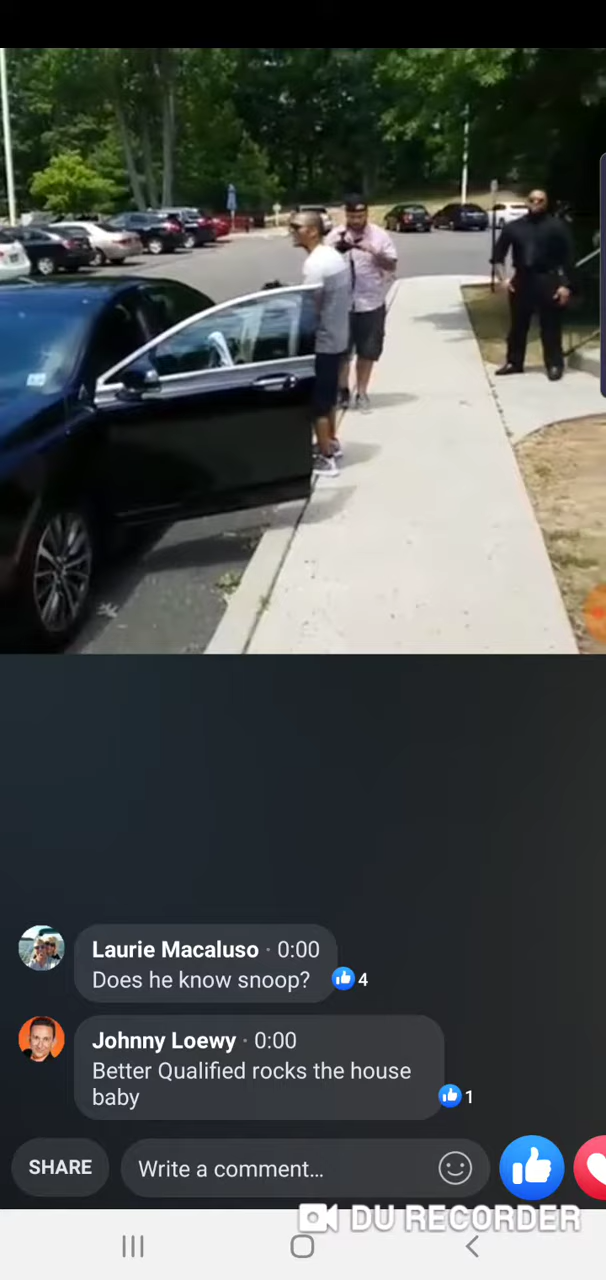 Laurie Macaluso · 0:00
Does he know snoop?
4
Johnny Loewy · 0:00
Better Qualified rocks the house
baby
1
SHARE
Write a comment...
DU RECORDER